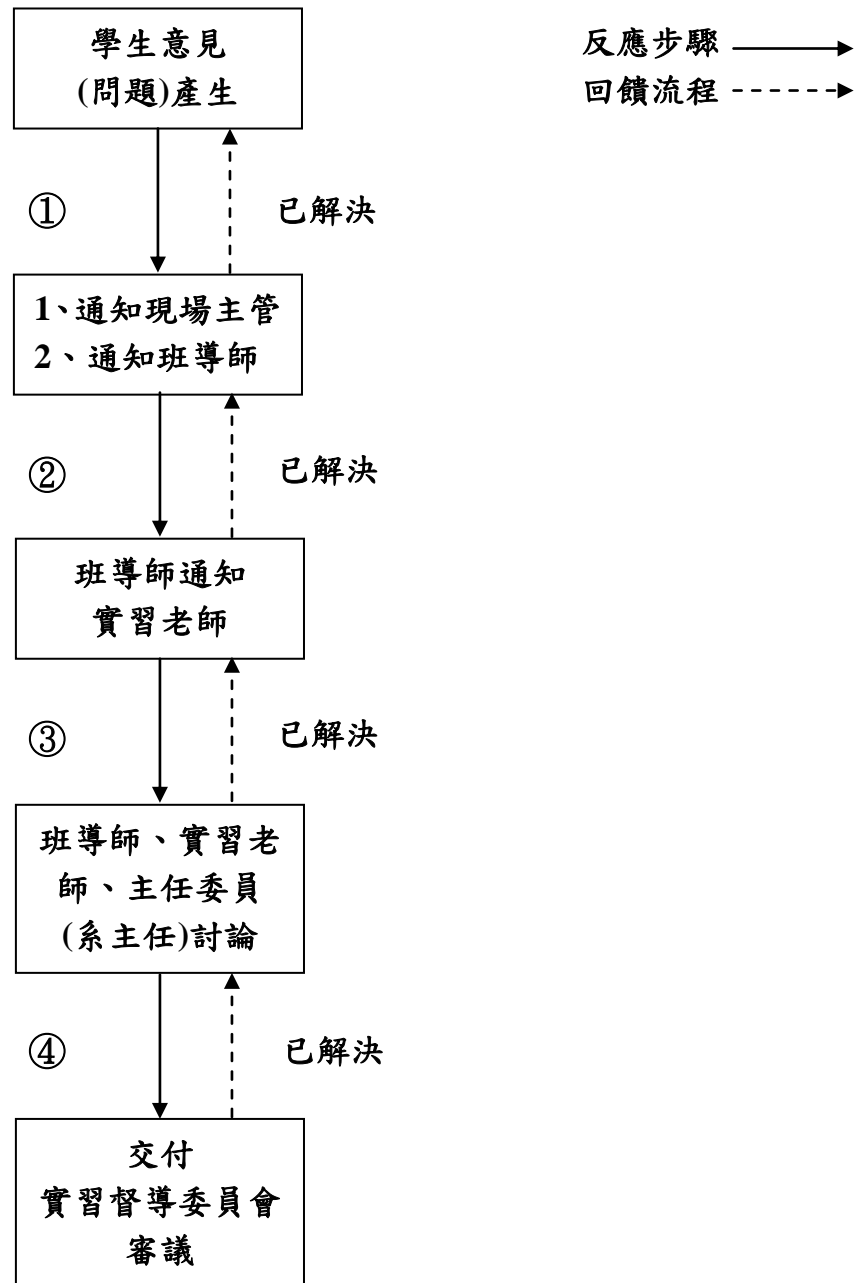 學生意見
(問題)產生
反應步驟
回饋流程
①
已解決
1、通知現場主管
2、通知班導師
②
已解決
班導師通知
實習老師
③
已解決
班導師、實習老
師、主任委員
(系主任)討論
④
已解決
交付
實習督導委員會
審議